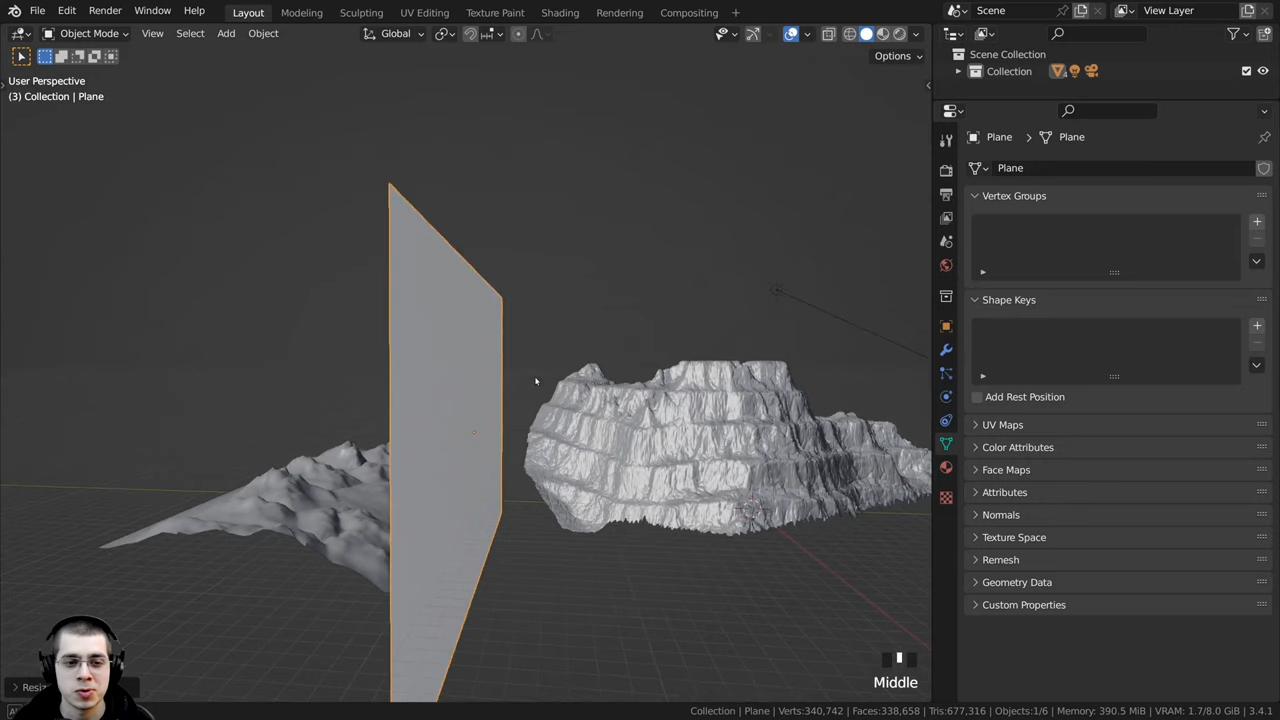 File Edit Render Window Help Layout Modeling Sculpting UV Editing Texture Paint Shading Animation Rendering Compositing + Scene View Layer
Object Mode View Select Add Object Global
Options
User Perspective
(3) Collection | Plane
Scene Collection
Collection
Plane > Plane
Plane
Vertex Groups
Shape Keys
Add Rest Position
UV Maps
Color Attributes
Face Maps
Attributes
Normals
Texture Space
Remesh
Geometry Data
Custom Properties
Middle
Collection | Plane Verts:340,742 Faces:338,658 Tris:677,316 Objects:1/6 Memory: 390.5 MiB VRAM: 1.7/8.0 GiB 3.4.1